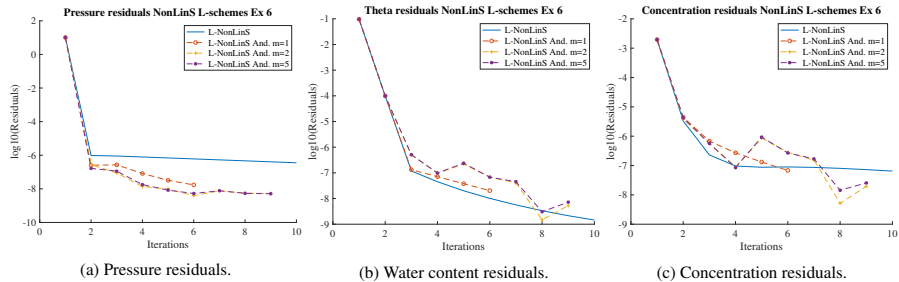 Pressure residuals NonLinS L-schemes Ex 6
2
0
-2
-4
-6
-8
-10
0
2
4
6
8
10
log10(Residuals)
Iterations
L-NonLinS
L-NonLinS And. m=1
L-NonLinS And. m=2
L-NonLinS And. m=5
(a) Pressure residuals.
Theta residuals NonLinS L-schemes Ex 6
-1
-2
-3
-4
-5
-6
-7
-8
-9
0
2
4
6
8
10
log10(Residuals)
Iterations
L-NonLinS
L-NonLinS And. m=1
L-NonLinS And. m=2
L-NonLinS And. m=5
(b) Water content residuals.
Concentration residuals NonLinS L-schemes Ex 6
-2
-3
-4
-5
-6
-7
-8
-9
0
2
4
6
8
10
log10(Residuals)
Iterations
L-NonLinS
L-NonLinS And. m=1
L-NonLinS And. m=2
L-NonLinS And. m=5
(c) Concentration residuals.